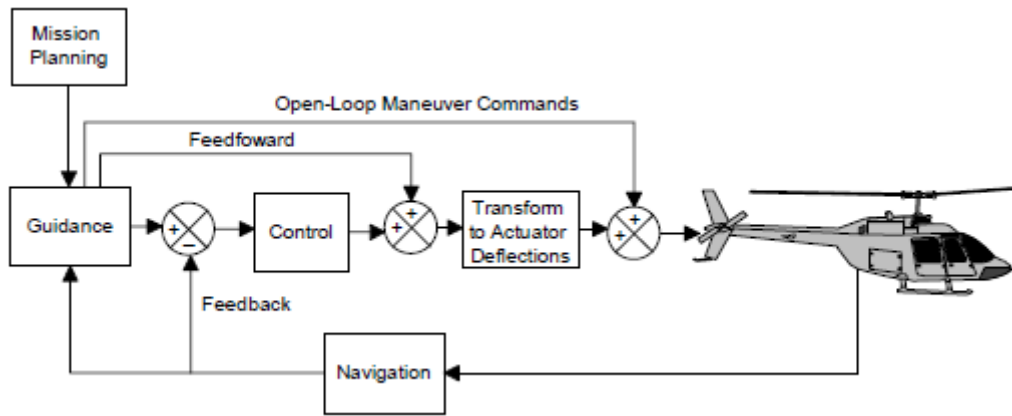 Mission
Planning
Open-Loop Maneuver Commands
Feedfoward
Guidance
+
+
−
Control
+
+
Transform
to Actuator
Deflections
+
+
Feedback
Navigation